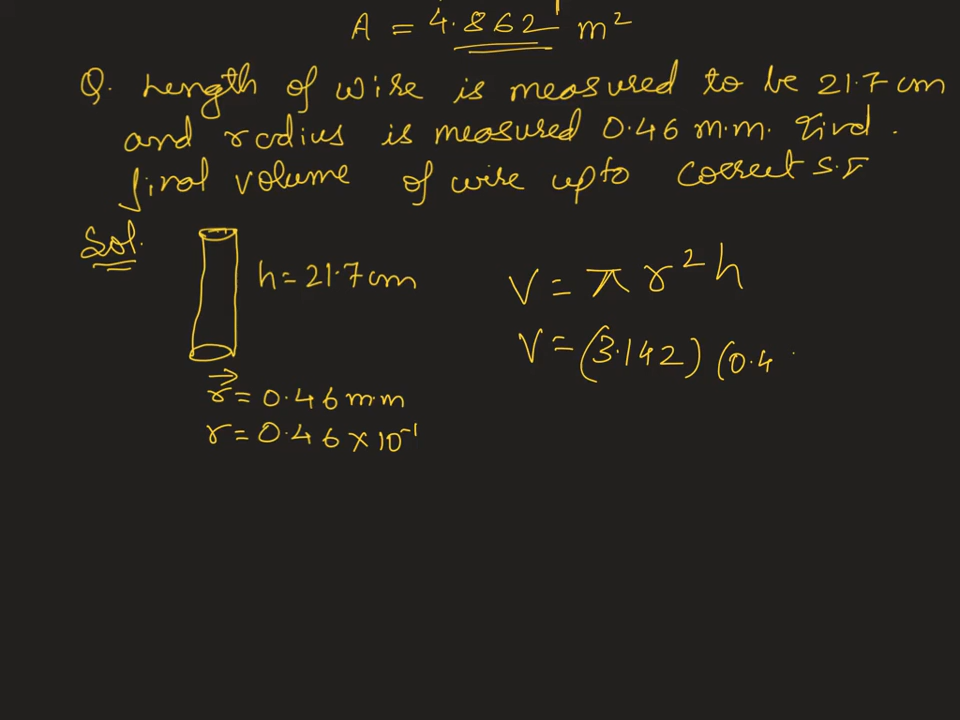 A = 4.862 m²
Q. Length of wire is measured to be 21.7 cm
and radius is measured 0.46 m.m. Find.
final volume of wire upto correct S.F
Sol.
h = 21.7 cm
V = π r² h
V = (3.142) (0.4
r = 0.46 m.m
r = 0.46 × 10⁻¹